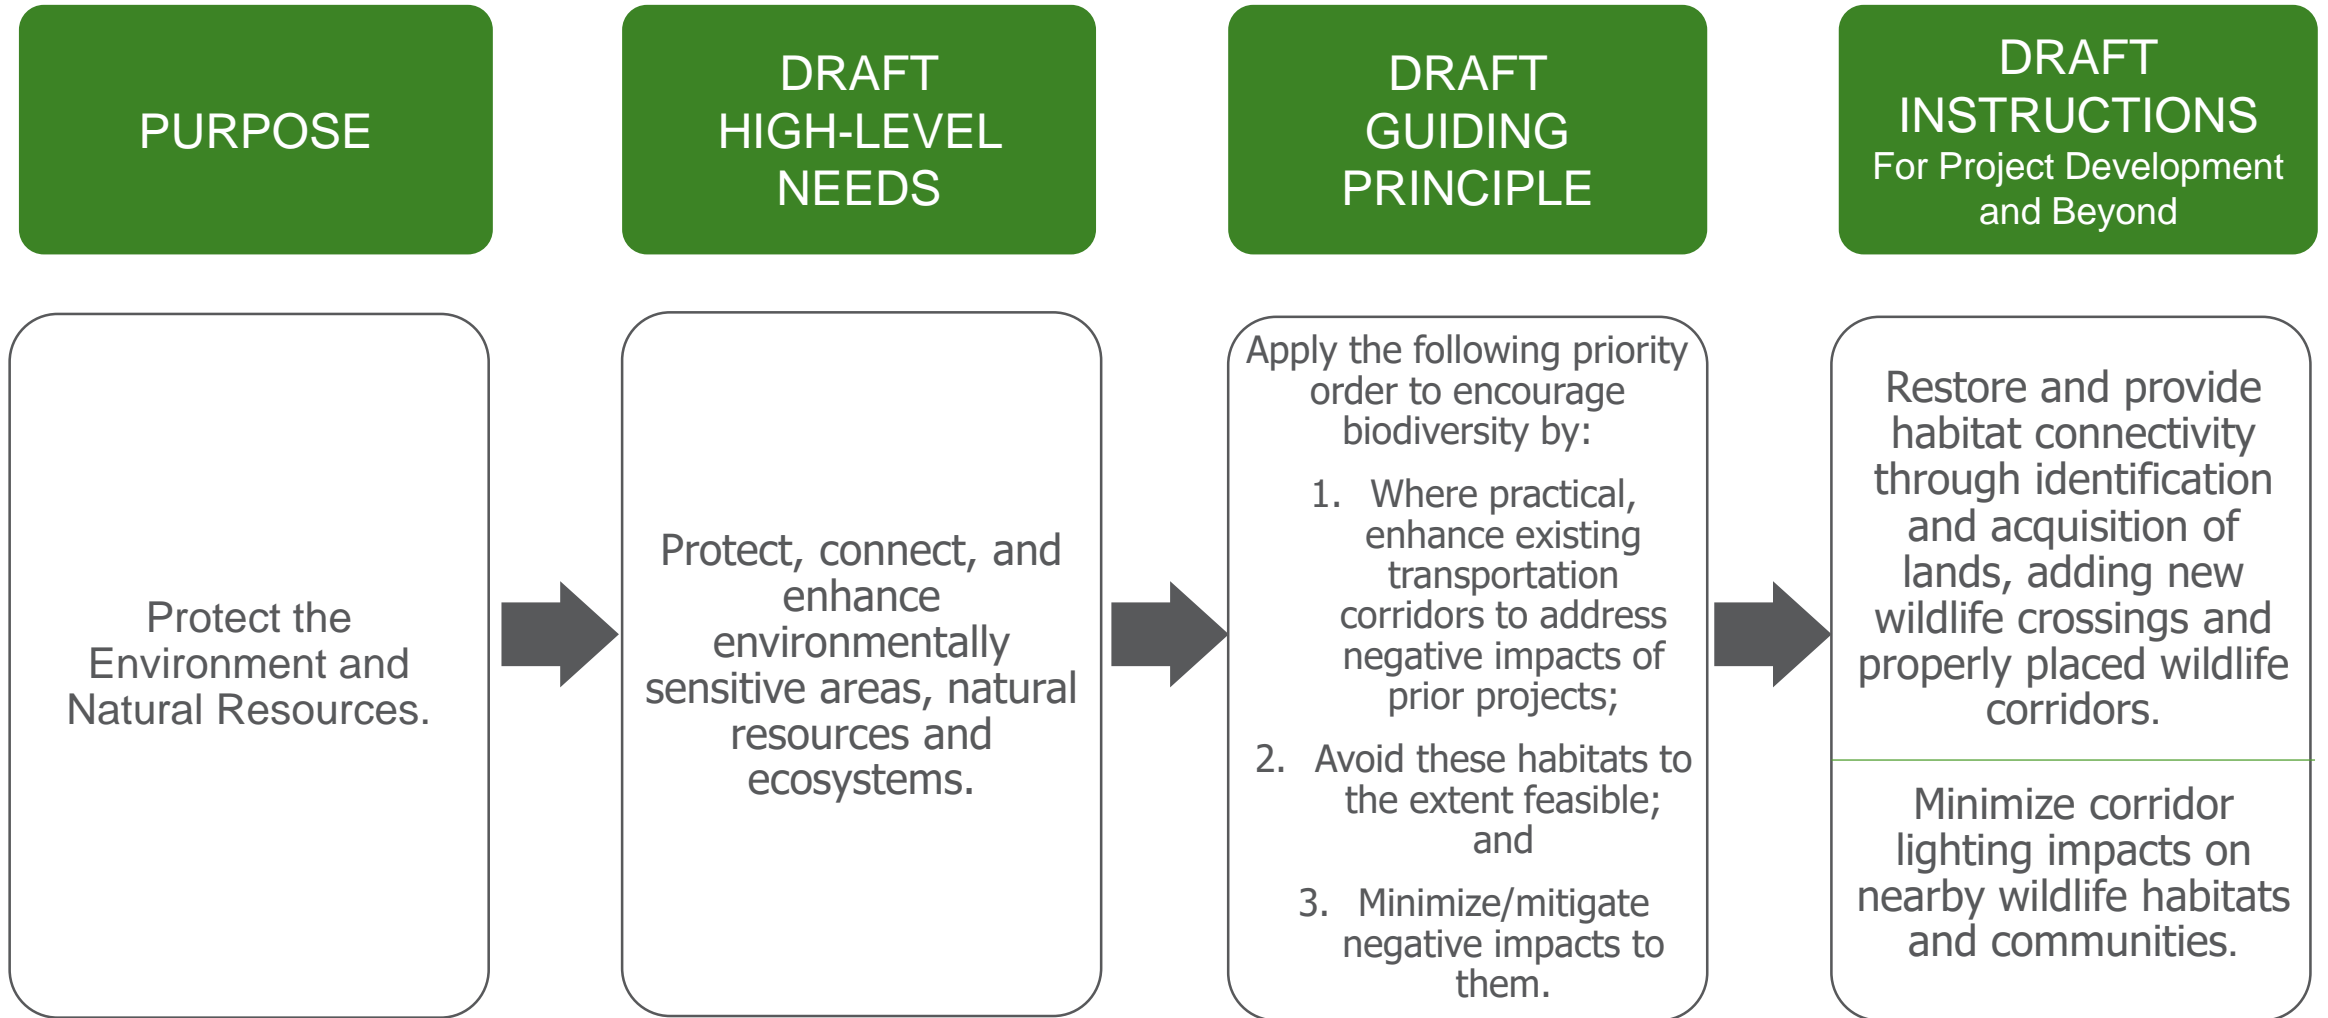 PURPOSE
DRAFT
HIGH-LEVEL
NEEDS
DRAFT
GUIDING
PRINCIPLE
DRAFT
INSTRUCTIONS
For Project Development
and Beyond
Protect the
Environment and
Natural Resources.
Protect, connect, and
enhance
environmentally
sensitive areas, natural
resources and
ecosystems.
Apply the following priority
order to encourage
biodiversity by:
1. Where practical,
enhance existing
transportation
corridors to address
negative impacts of
prior projects;
2. Avoid these habitats to
the extent feasible;
and
3. Minimize/mitigate
negative impacts to
them.
Restore and provide
habitat connectivity
through identification
and acquisition of
lands, adding new
wildlife crossings and
properly placed wildlife
corridors.
Minimize corridor
lighting impacts on
nearby wildlife habitats
and communities.